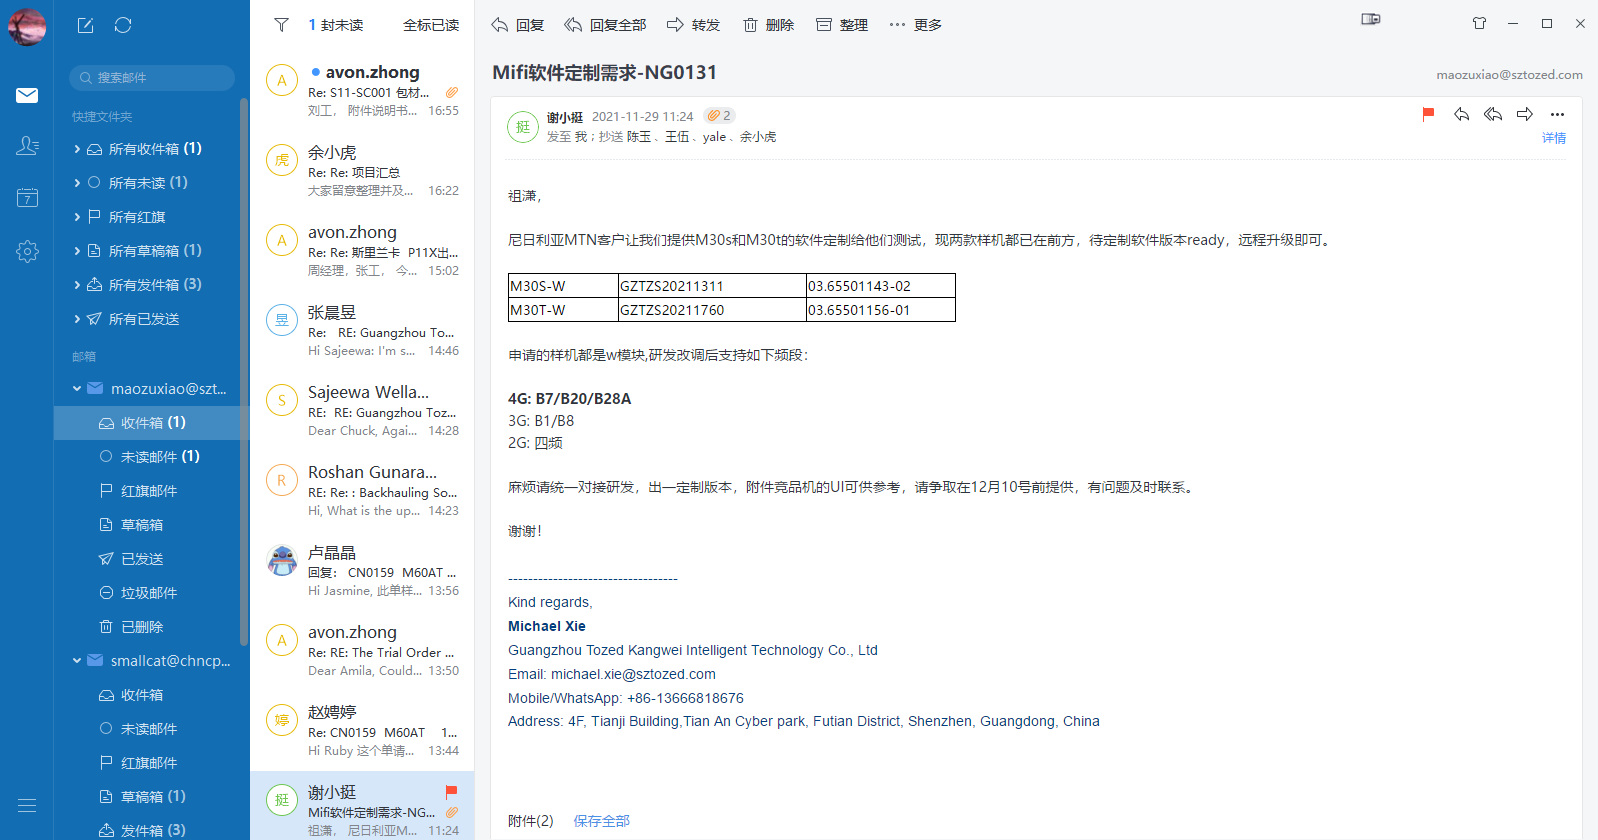 搜索邮件
快捷文件夹
所有收件箱 (1)
所有未读 (1)
所有红旗
所有草稿箱 (1)
所有发件箱 (3)
所有已发送
邮箱
maozuxiao@szt...
收件箱 (1)
未读邮件 (1)
红旗邮件
草稿箱
已发送
垃圾邮件
已删除
smallcat@chncp...
收件箱
未读邮件
红旗邮件
草稿箱 (1)
发件箱 (3)
7
1 封未读 全标已读
A
avon.zhong
Re: S11-SC001 包材...
刘工， 附件说明书... 16:55
虎
余小虎
Re: Re: 项目汇总
大家留意整理并及... 16:22
A
avon.zhong
Re: Re: 斯里兰卡 P11X出...
周经理，张工， 今... 15:02
昱
张晨昱
Re: RE: Guangzhou To...
Hi Sajeewa: I'm s... 14:46
S
Sajeewa Wella...
RE: RE: Guangzhou Toz...
Dear Chuck, Agai... 14:28
R
Roshan Gunara...
RE: Re: : Backhauling So...
Hi, What is the up... 14:23
卢晶晶
回复： CN0159 M60AT ...
Hi Jasmine, 此单样... 13:56
A
avon.zhong
Re: RE: The Trial Order ...
Dear Amila, Could... 13:50
婷
赵娉婷
Re: CN0159 M60AT 1...
Hi Ruby 这个单请... 13:44
挺
谢小挺
Mifi软件定制需求-NG...
祖潇， 尼日利亚M... 11:24
回复 回复全部 转发 删除 整理 更多
Mifi软件定制需求-NG0131
maozuxiao@sztozed.com
挺
谢小挺 2021-11-29 11:24 2
发至 我；抄送 陈玉、王伍、yale、余小虎
详情
祖潇，
尼日利亚MTN客户让我们提供M30s和M30t的软件定制给他们测试，现两款样机都已在前方，待定制软件版本ready，远程升级即可。
M30S-W GZTZS20211311 03.65501143-02
M30T-W GZTZS20211760 03.65501156-01
申请的样机都是w模块,研发改调后支持如下频段：
4G: B7/B20/B28A
3G: B1/B8
2G: 四频
麻烦请统一对接研发，出一定制版本，附件竞品机的UI可供参考，请争取在12月10号前提供，有问题及时联系。
谢谢！
----------------------------------
Kind regards,
Michael Xie
Guangzhou Tozed Kangwei Intelligent Technology Co., Ltd
Email: michael.xie@sztozed.com
Mobile/WhatsApp: +86-13666818676
Address: 4F, Tianji Building,Tian An Cyber park, Futian District, Shenzhen, Guangdong, China
附件(2) 保存全部